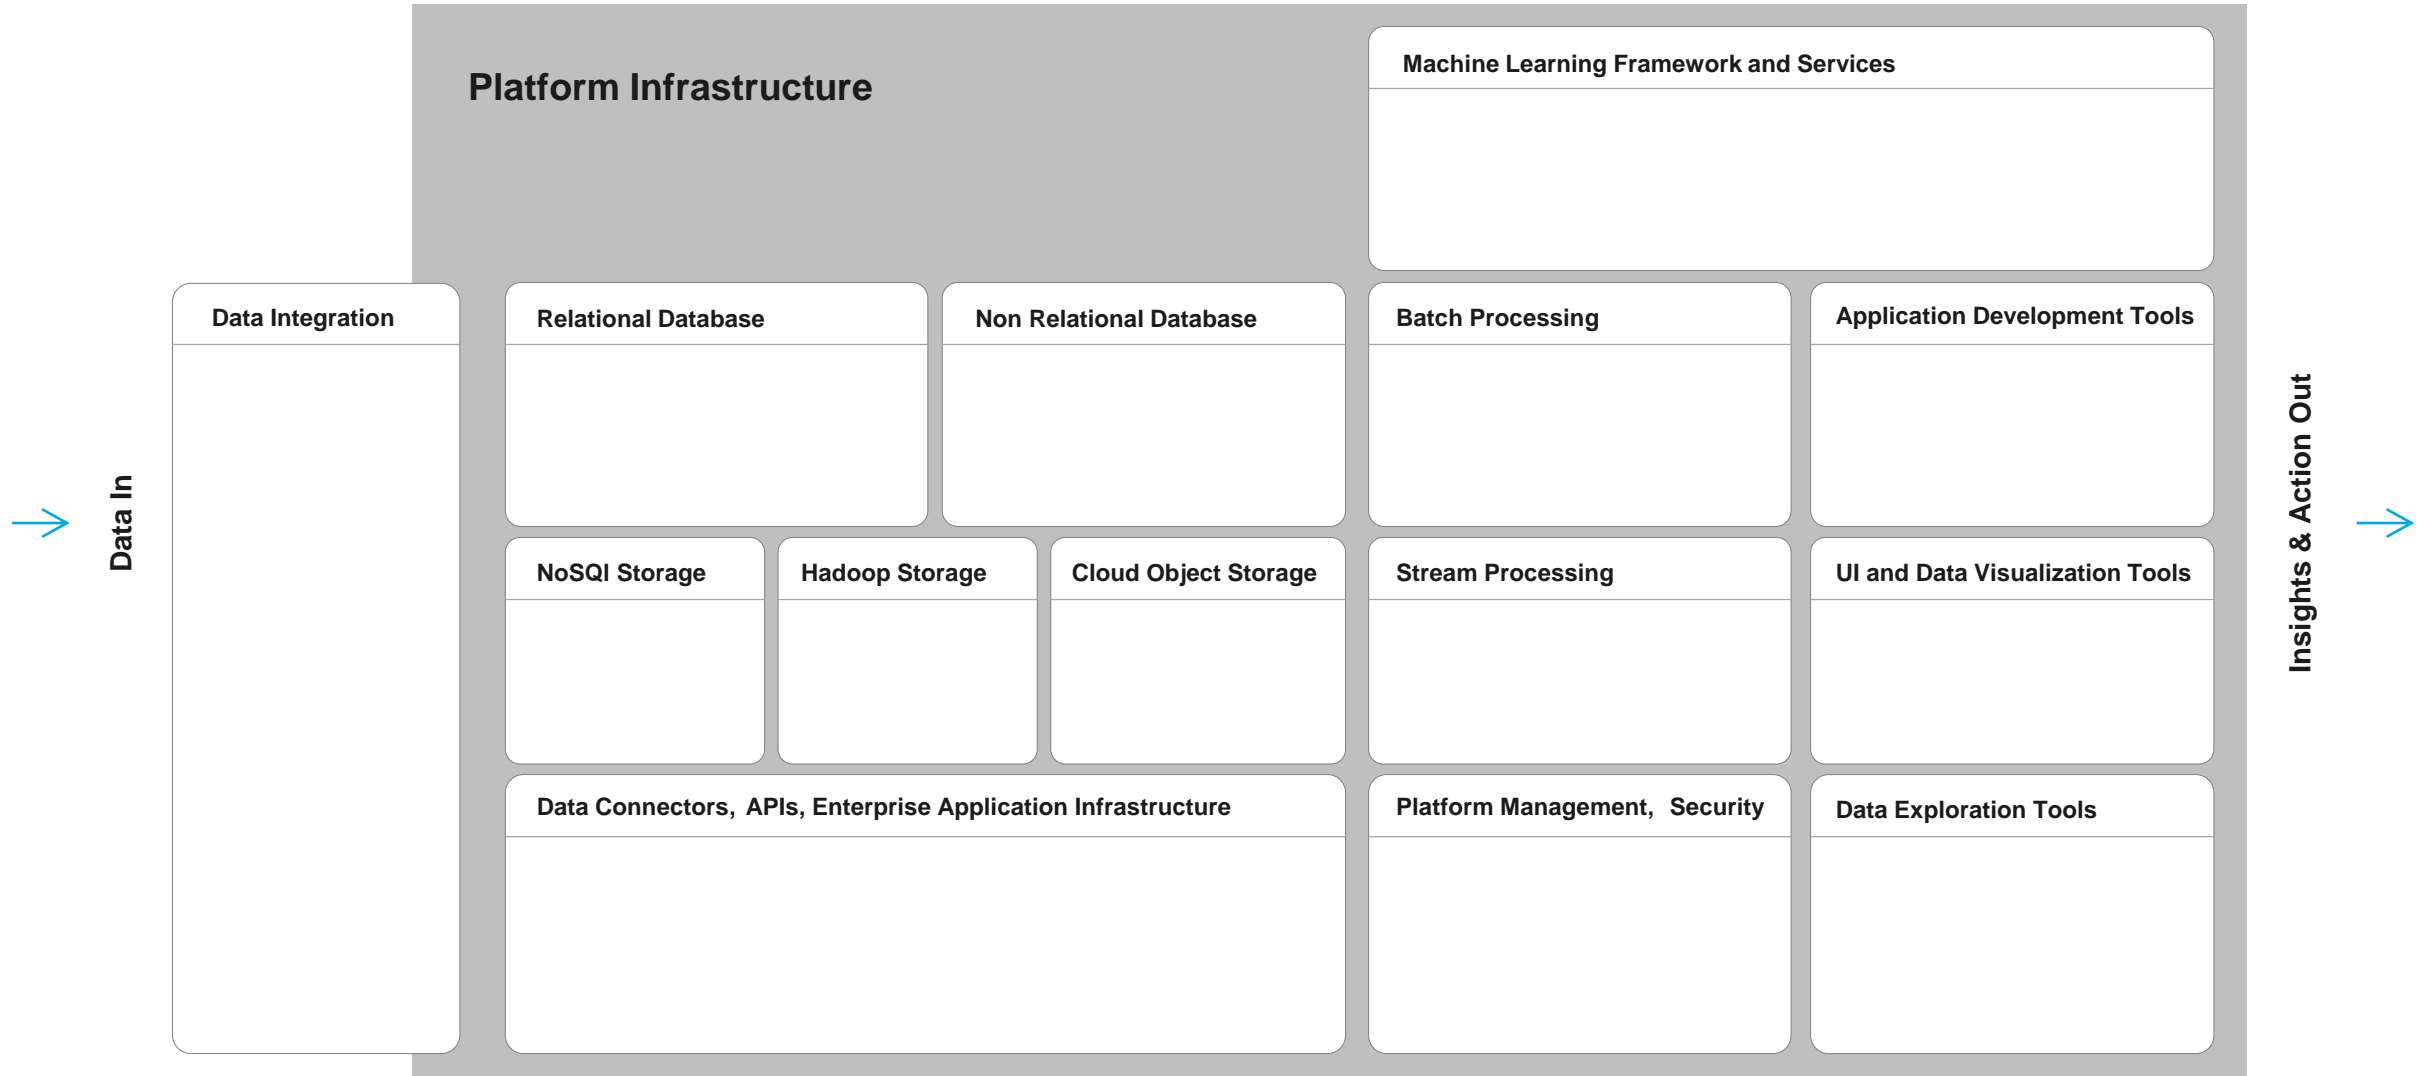 Platform Infrastructure
Machine Learning Framework and Services
Data Integration
Relational Database
Non Relational Database
Batch Processing
Application Development Tools
Data In
NoSQl Storage
Hadoop Storage
Cloud Object Storage
Stream Processing
UI and Data Visualization Tools
Insights & Action Out
Data Connectors, APIs, Enterprise Application Infrastructure
Platform Management, Security
Data Exploration Tools